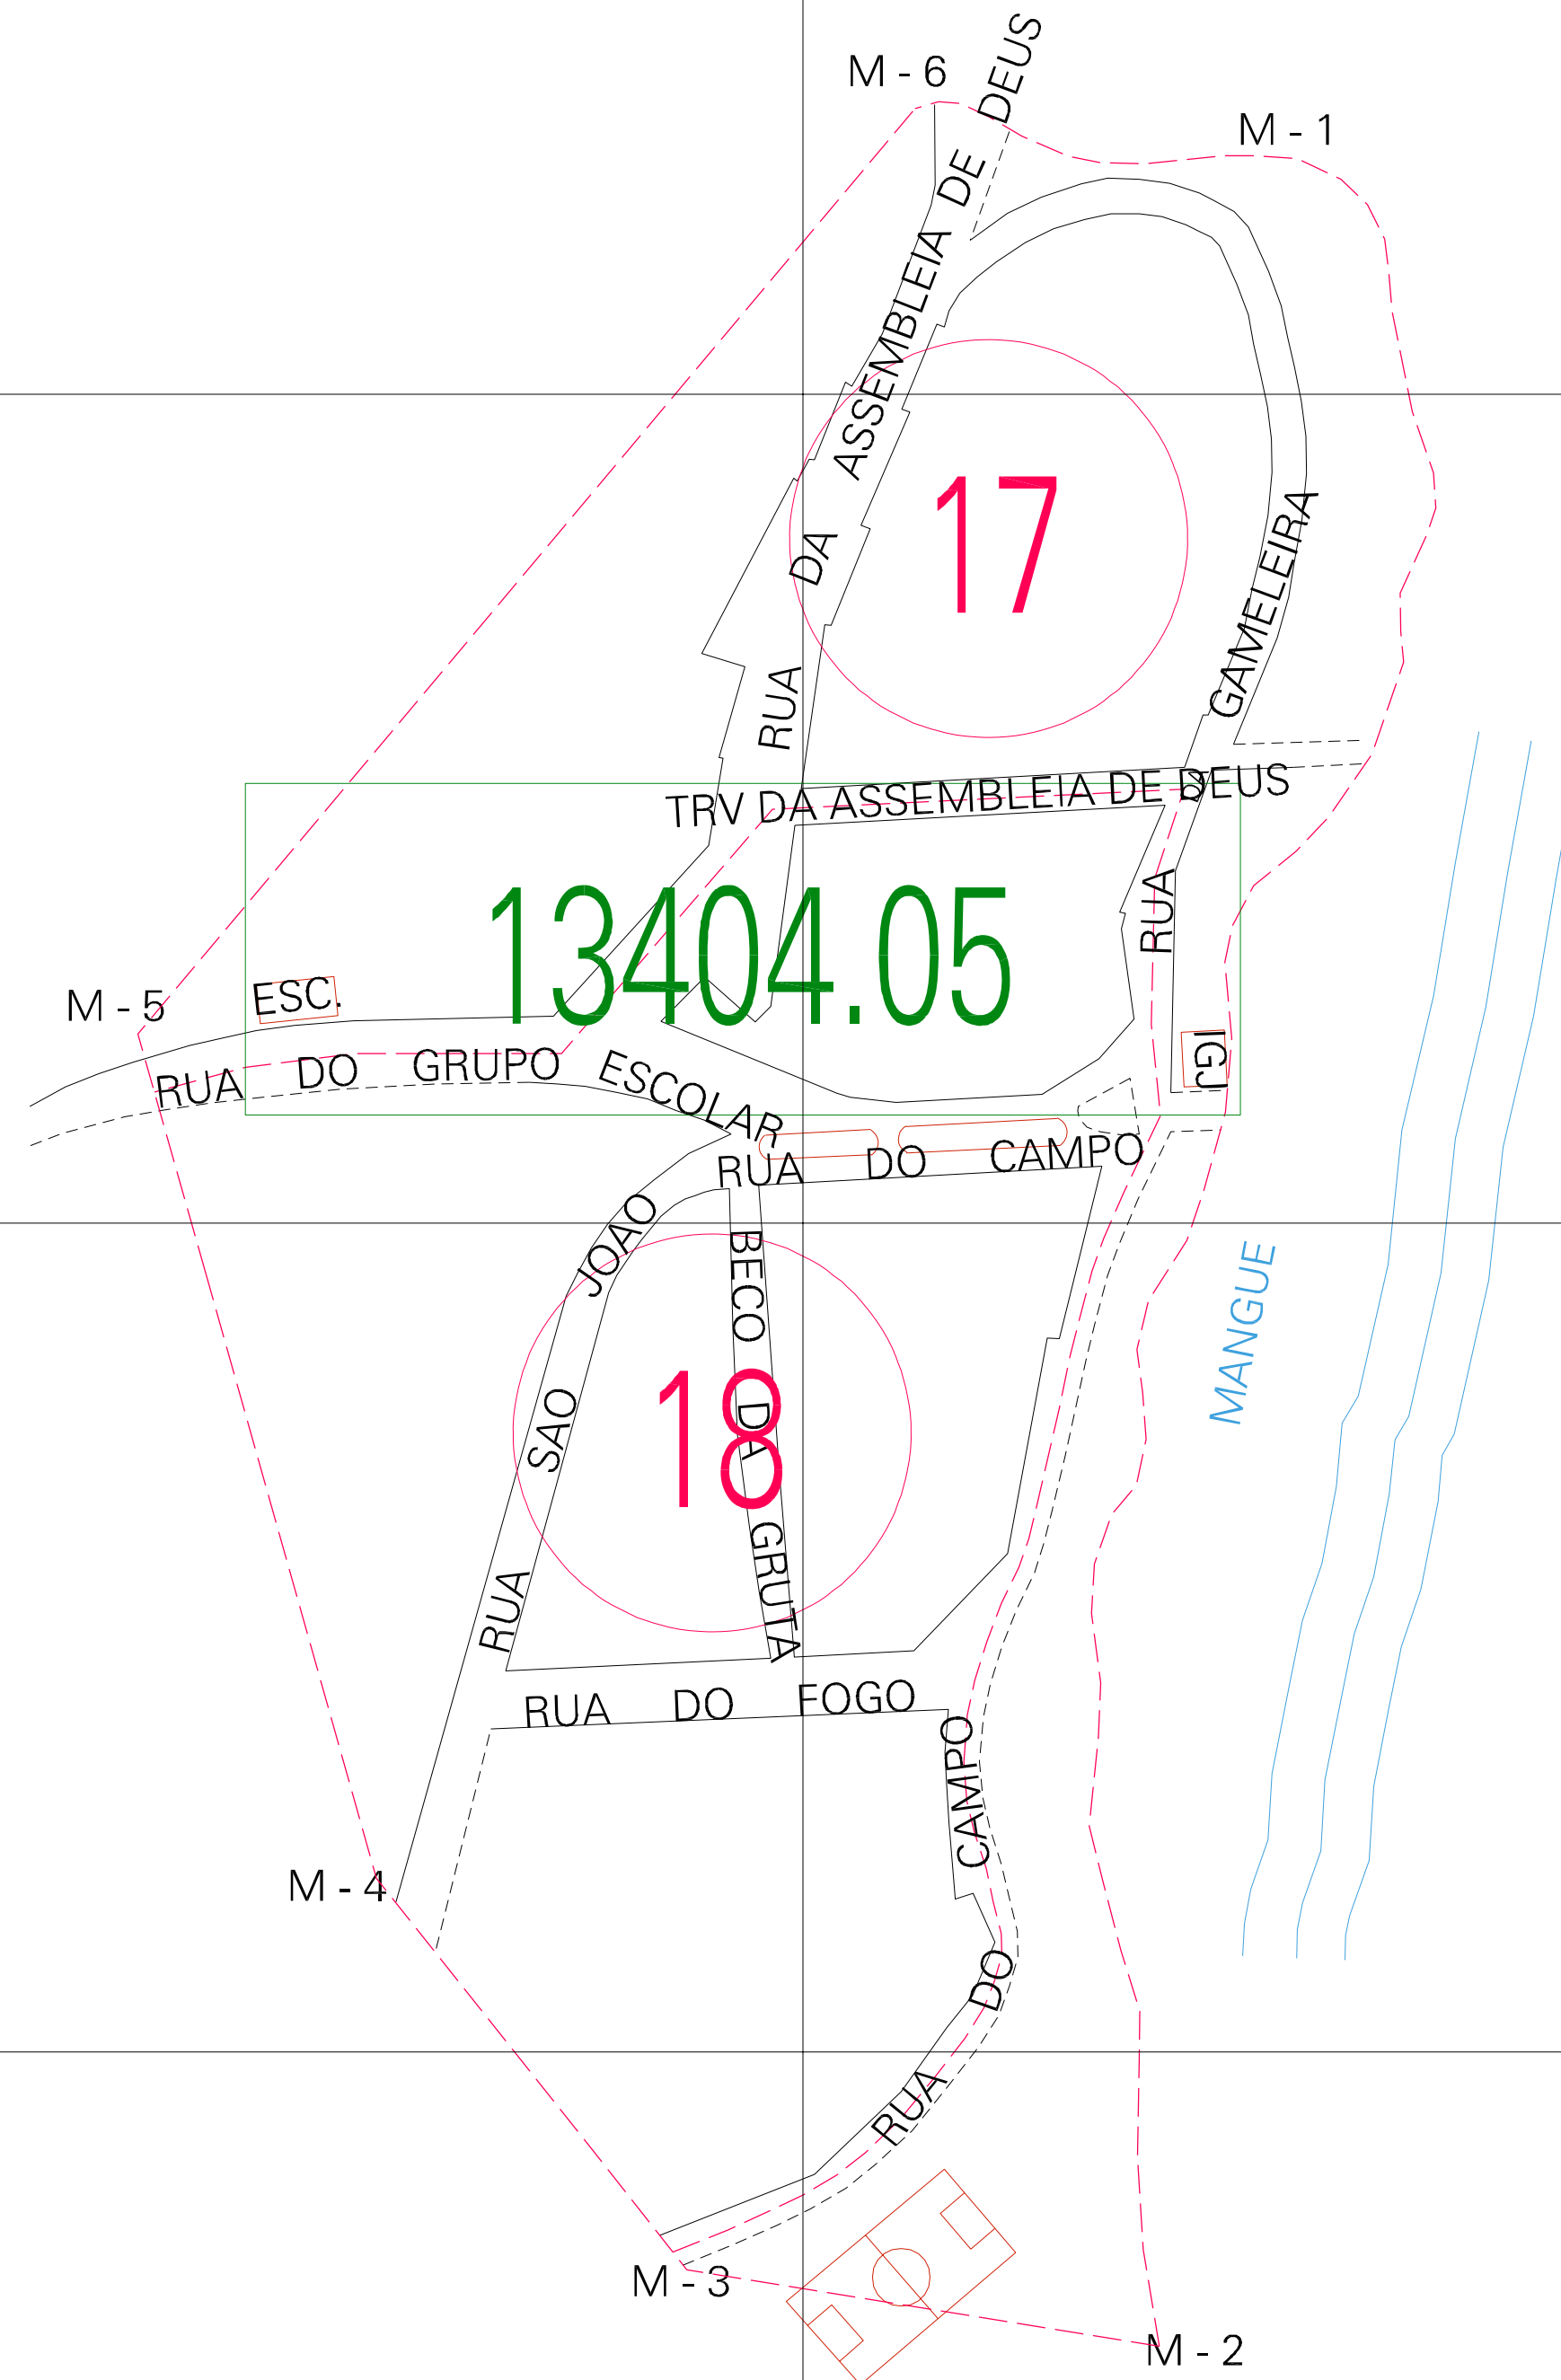 M - 6
M - 1
RUA DA ASSEMBLEIA DE DEUS
17
RUA DA GAMELEIRA
TRV DA ASSEMBLEIA DE DEUS
13404.05
M - 5
ESC.
RUA DO GRUPO ESCOLAR
IGJ
RUA DO CAMPO
RUA SAO JOAO
BECO DA GRUTA
MANGUE
18
RUA DO FOGO
RUA DO CAMPO
M - 4
M - 3
M - 2